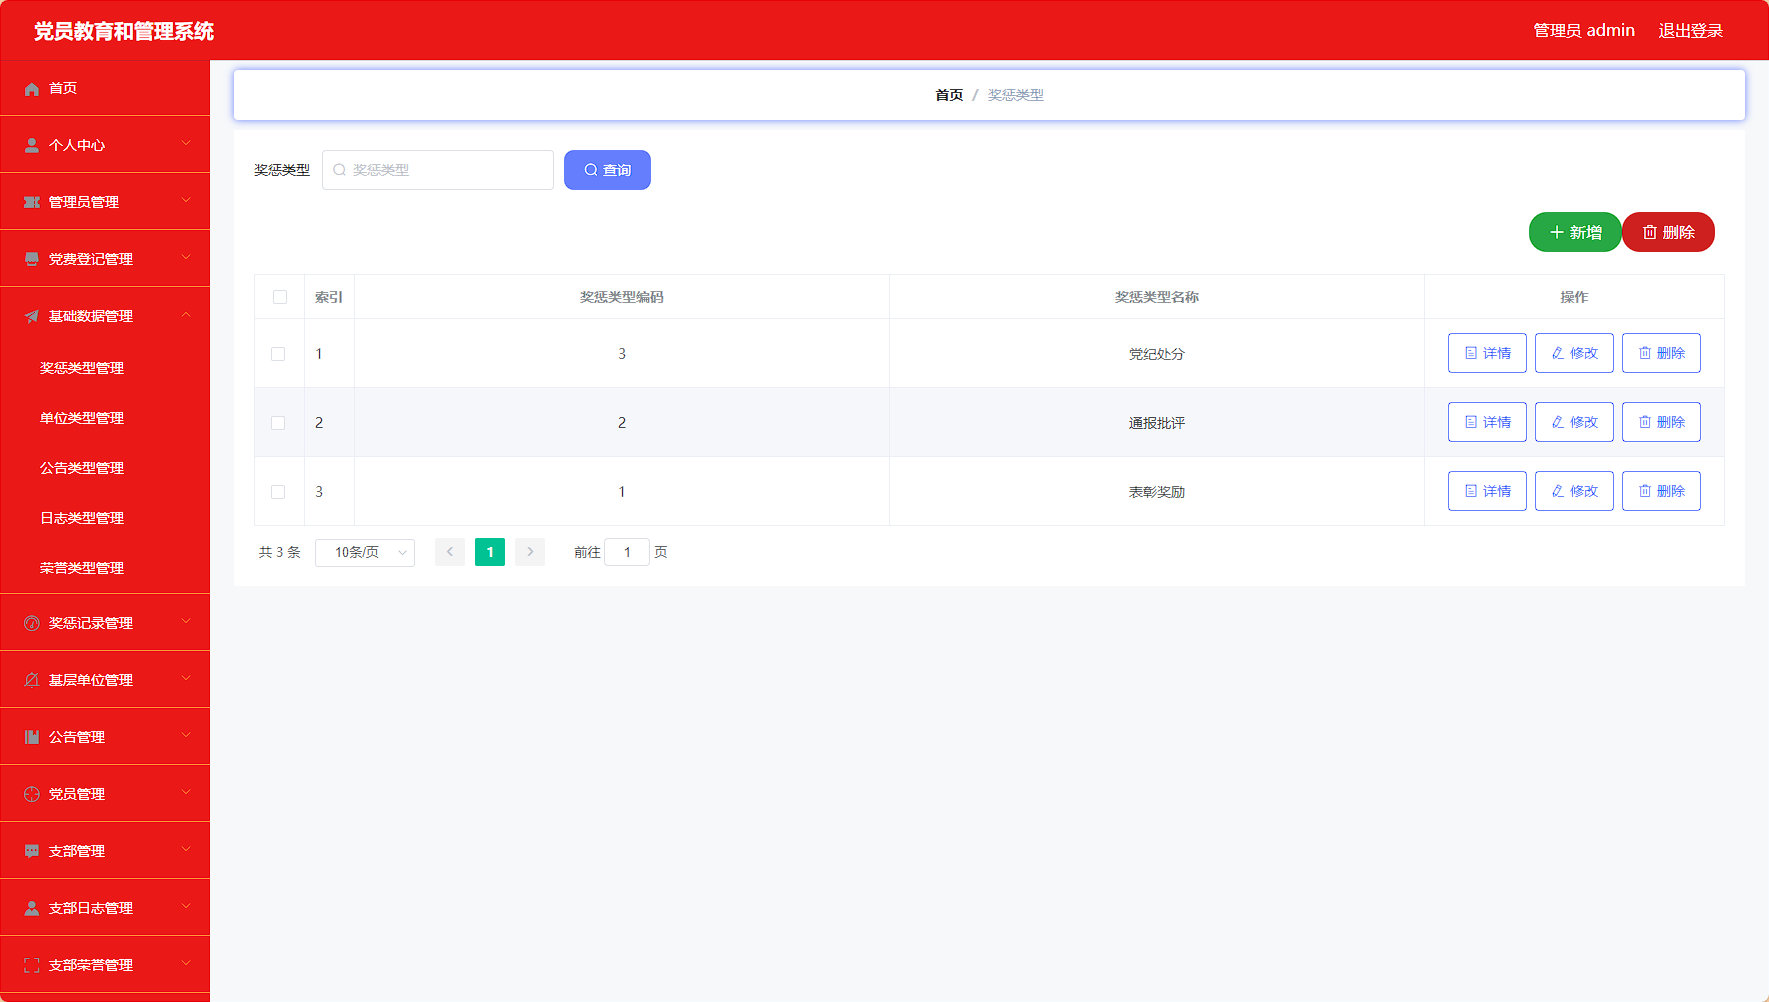 党员教育和管理系统
管理员 admin 退出登录
首页
个人中心
管理员管理
党费登记管理
基础数据管理
奖惩类型管理
单位类型管理
公告类型管理
日志类型管理
荣誉类型管理
奖惩记录管理
基层单位管理
公告管理
党员管理
支部管理
支部日志管理
支部荣誉管理
首页 / 奖惩类型
奖惩类型 奖惩类型 查询
新增 删除
索引 奖惩类型编码 奖惩类型名称 操作
1 3 党纪处分 详情 修改 删除
2 2 通报批评 详情 修改 删除
3 1 表彰奖励 详情 修改 删除
共 3 条 10条/页 1 前往 1 页